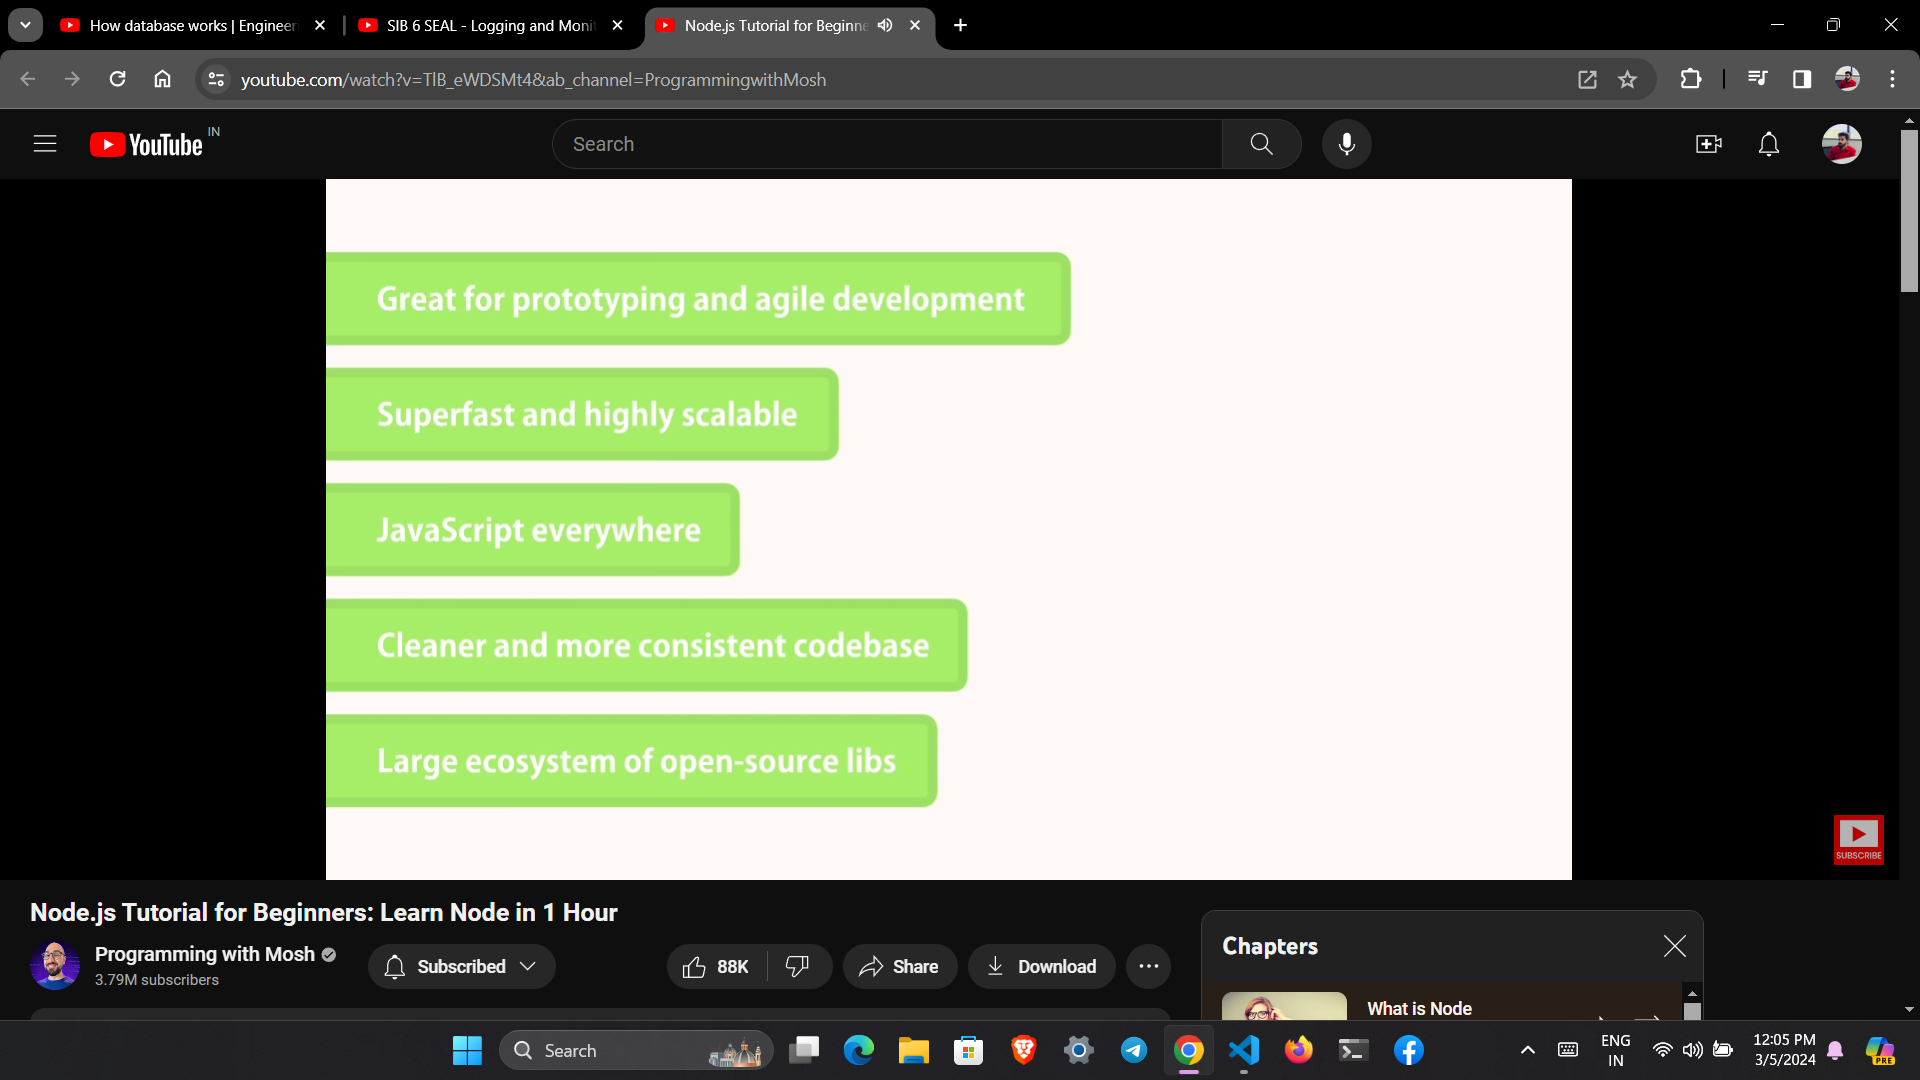 How database works | Engineeri
SIB 6 SEAL - Logging and Monit
Node.js Tutorial for Beginne
youtube.com/watch?v=TlB_eWDSMt4&ab_channel=ProgrammingwithMosh
YouTube IN
Search
Great for prototyping and agile development
Superfast and highly scalable
JavaScript everywhere
Cleaner and more consistent codebase
Large ecosystem of open-source libs
SUBSCRIBE
Node.js Tutorial for Beginners: Learn Node in 1 Hour
Programming with Mosh
3.79M subscribers
Subscribed
88K
Share
Download
Chapters
What is Node
Search
ENG
IN
12:05 PM
3/5/2024
PRE